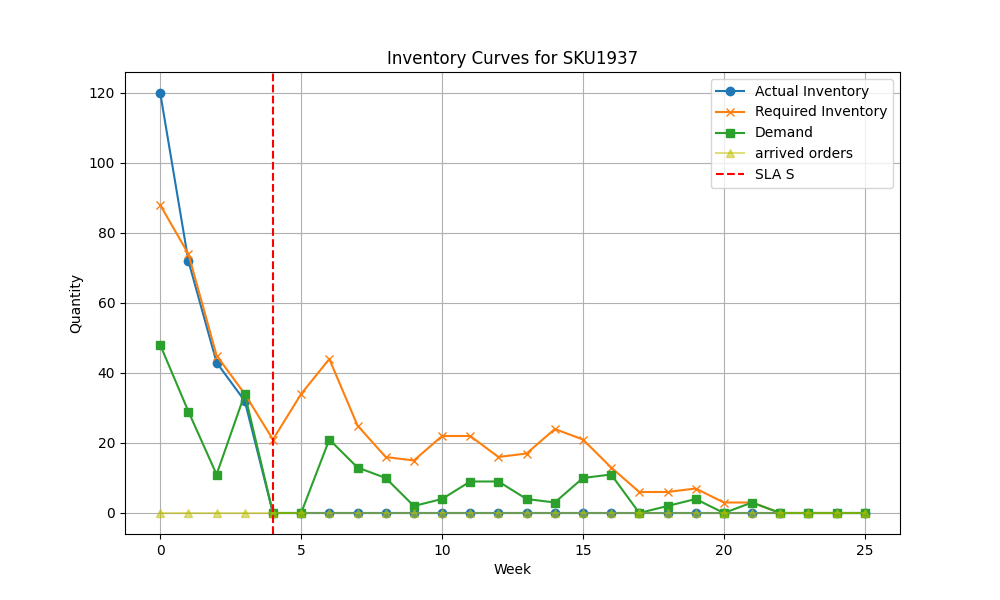 Inventory Curves for SKU1937
Actual Inventory
Required Inventory
Demand
arrived orders
SLA S
Quantity
120
100
80
60
40
20
0
0 5 10 15 20 25
Week